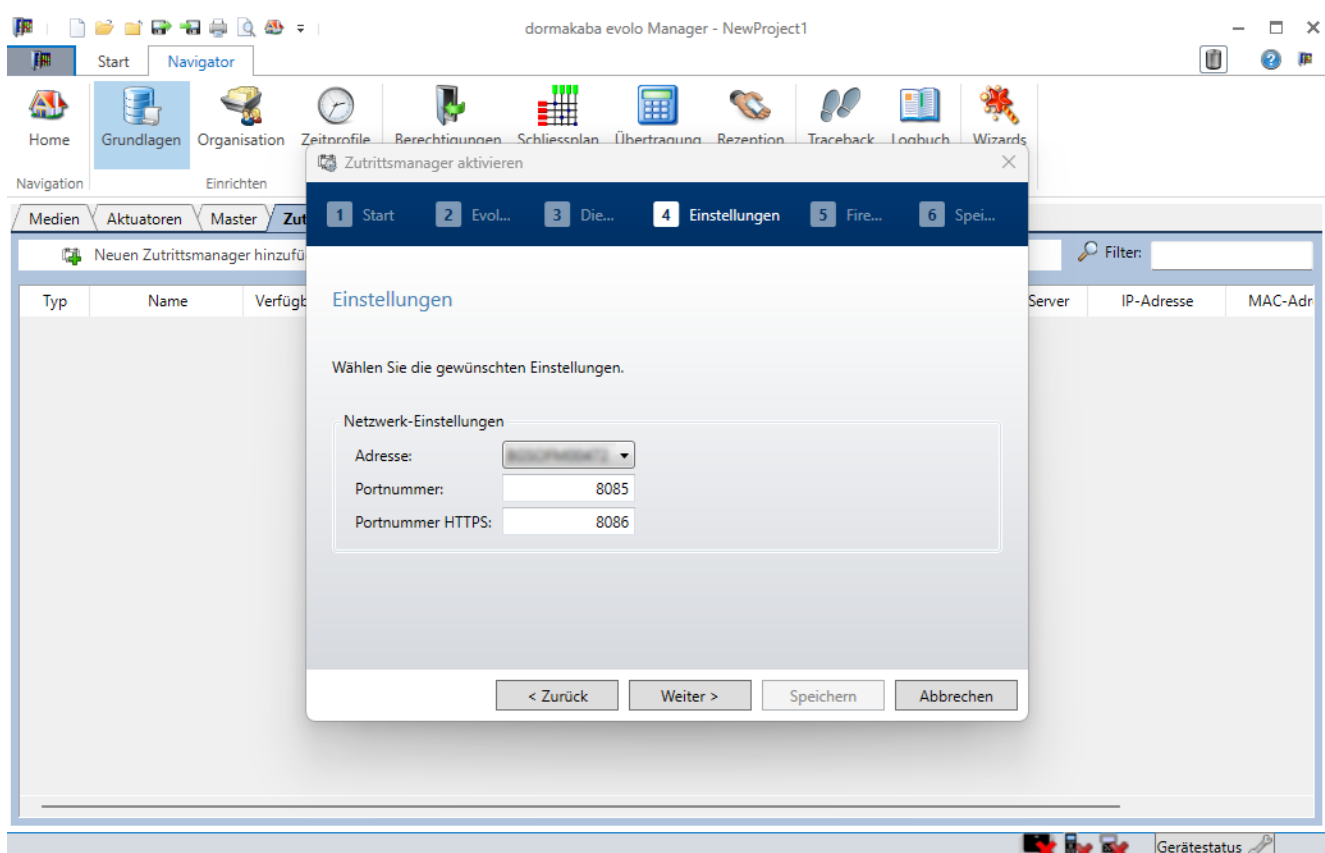 dormakaba evolo Manager - NewProject1
Start Navigator
Home Grundlagen Organisation Zeitprofile Berechtigungen Schliessplan Übertragung Rezeption Traceback Logbuch Wizards
Navigation Einrichten
Zutrittsmanager aktivieren
Medien Aktuatoren Master Zut
1 Start 2 Evol... 3 Die... 4 Einstellungen 5 Fire... 6 Spei...
Neuen Zutrittsmanager hinzufü
Filter:
Typ Name Verfügb Server IP-Adresse MAC-Adr
Einstellungen
Wählen Sie die gewünschten Einstellungen.
Netzwerk-Einstellungen
Adresse:
Portnummer: 8085
Portnummer HTTPS: 8086
< Zurück Weiter > Speichern Abbrechen
Gerätestatus